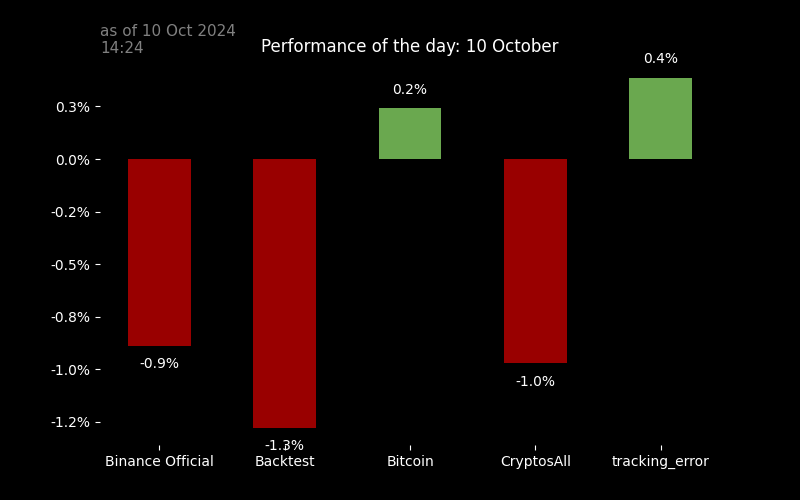 as of 10 Oct 2024
14:24
Performance of the day: 10 October
0.4%
0.2%
0.3%
0.0%
-0.2%
-0.5%
-0.8%
-0.9%
-1.0%
-1.0%
-1.2%
-1.3%
Binance Official
Backtest
Bitcoin
CryptosAll
tracking_error